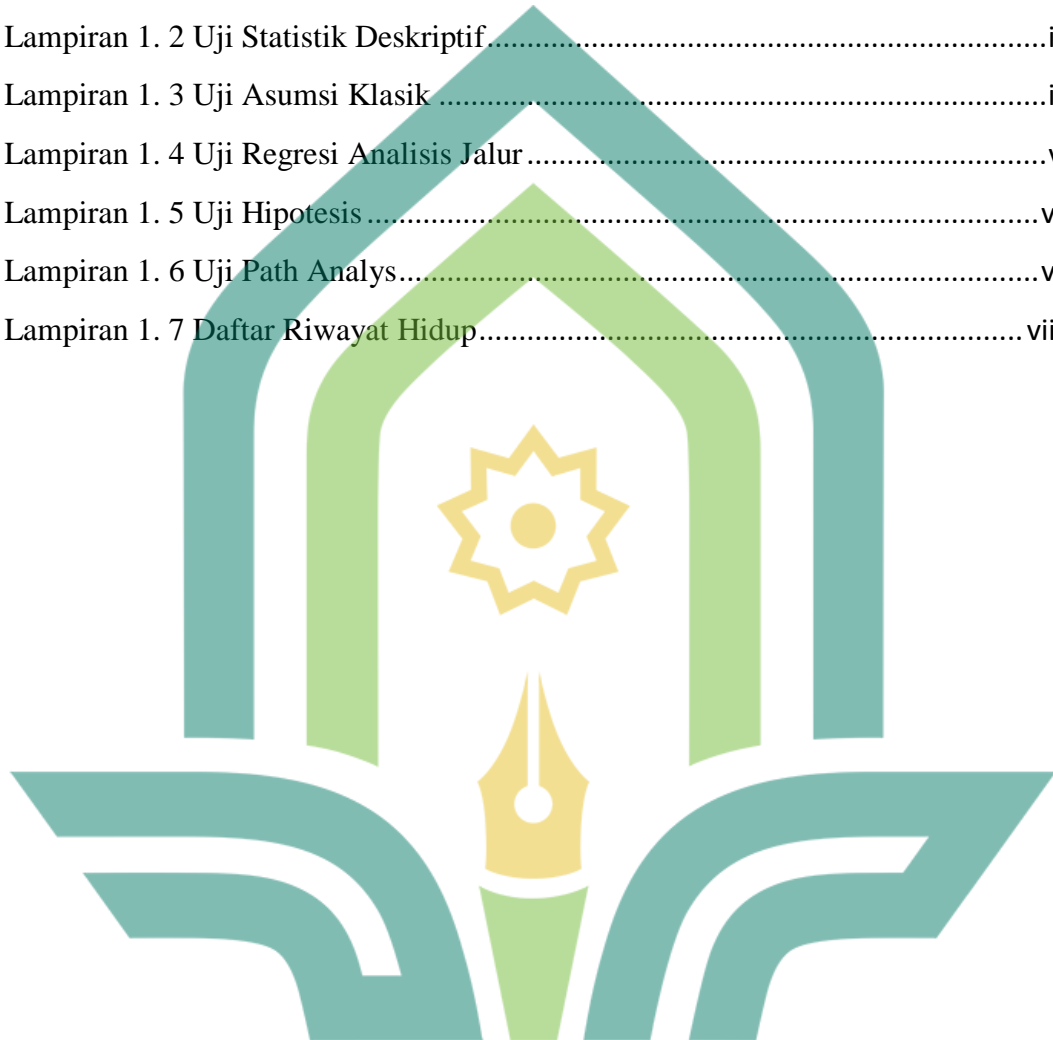 Lampiran 1. 2 Uji Statistik Deskriptif.....................................................................................i
Lampiran 1. 3 Uji Asumsi Klasik ............................................................................................i
Lampiran 1. 4 Uji Regresi Analisis Jalur ...............................................................................v
Lampiran 1. 5 Uji Hipotesis .....................................................................................................v
Lampiran 1. 6 Uji Path Analys.................................................................................................v
Lampiran 1. 7 Daftar Riwayat Hidup.................................................................................. vii